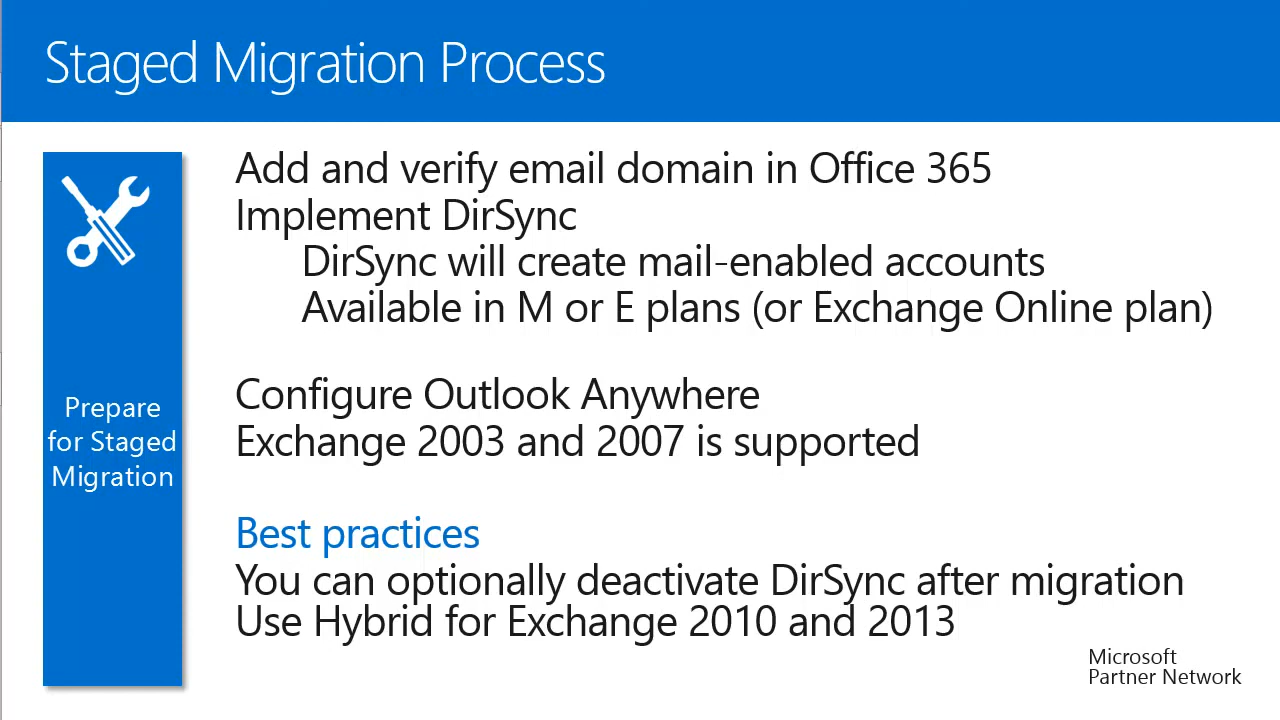 Staged Migration Process
Prepare
for Staged
Migration
Add and verify email domain in Office 365
Implement DirSync
DirSync will create mail-enabled accounts
Available in M or E plans (or Exchange Online plan)
Configure Outlook Anywhere
Exchange 2003 and 2007 is supported
Best practices
You can optionally deactivate DirSync after migration
Use Hybrid for Exchange 2010 and 2013
Microsoft
Partner Network